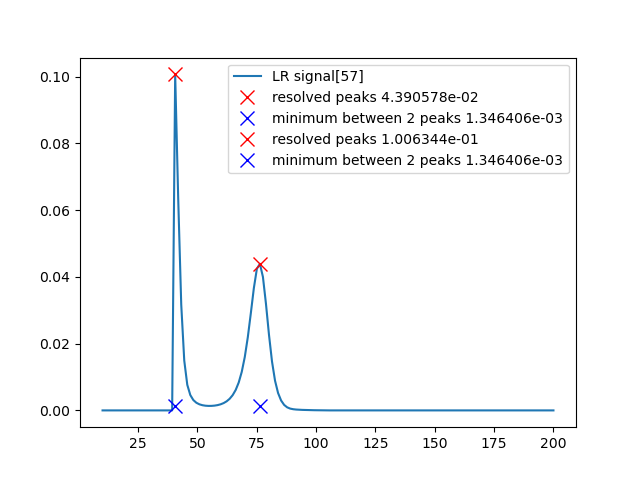 LR signal[57]
resolved peaks 4.390578e-02
minimum between 2 peaks 1.346406e-03
resolved peaks 1.006344e-01
minimum between 2 peaks 1.346406e-03
0.10
0.08
0.06
0.04
0.02
0.00
25 50 75 100 125 150 175 200